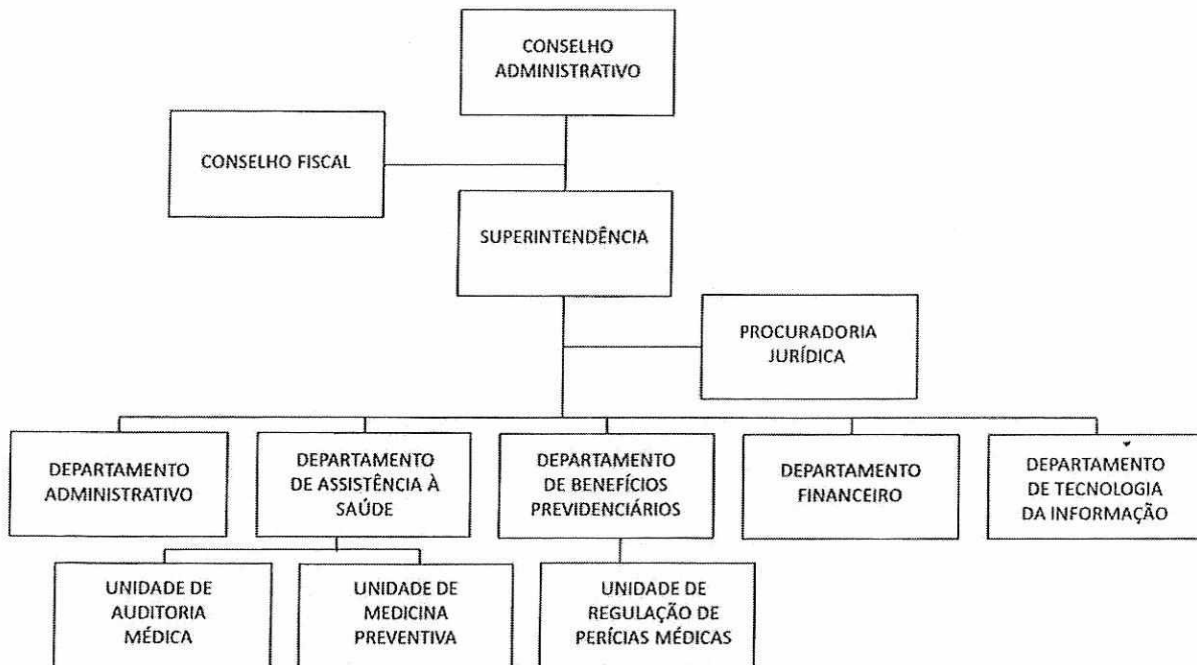 CONSELHO
ADMINISTRATIVO
CONSELHO FISCAL
SUPERINTENDÊNCIA
PROCURADORIA
JURÍDICA
DEPARTAMENTO
ADMINISTRATIVO
DEPARTAMENTO
DE ASSISTÊNCIA À
SAÚDE
DEPARTAMENTO
DE BENEFÍCIOS
PREVIDENCIÁRIOS
DEPARTAMENTO
FINANCEIRO
DEPARTAMENTO
DE TECNOLOGIA
DA INFORMAÇÃO
UNIDADE DE
AUDITORIA
MÉDICA
UNIDADE DE
MEDICINA
PREVENTIVA
UNIDADE DE
REGULAÇÃO DE
PERÍCIAS MÉDICAS